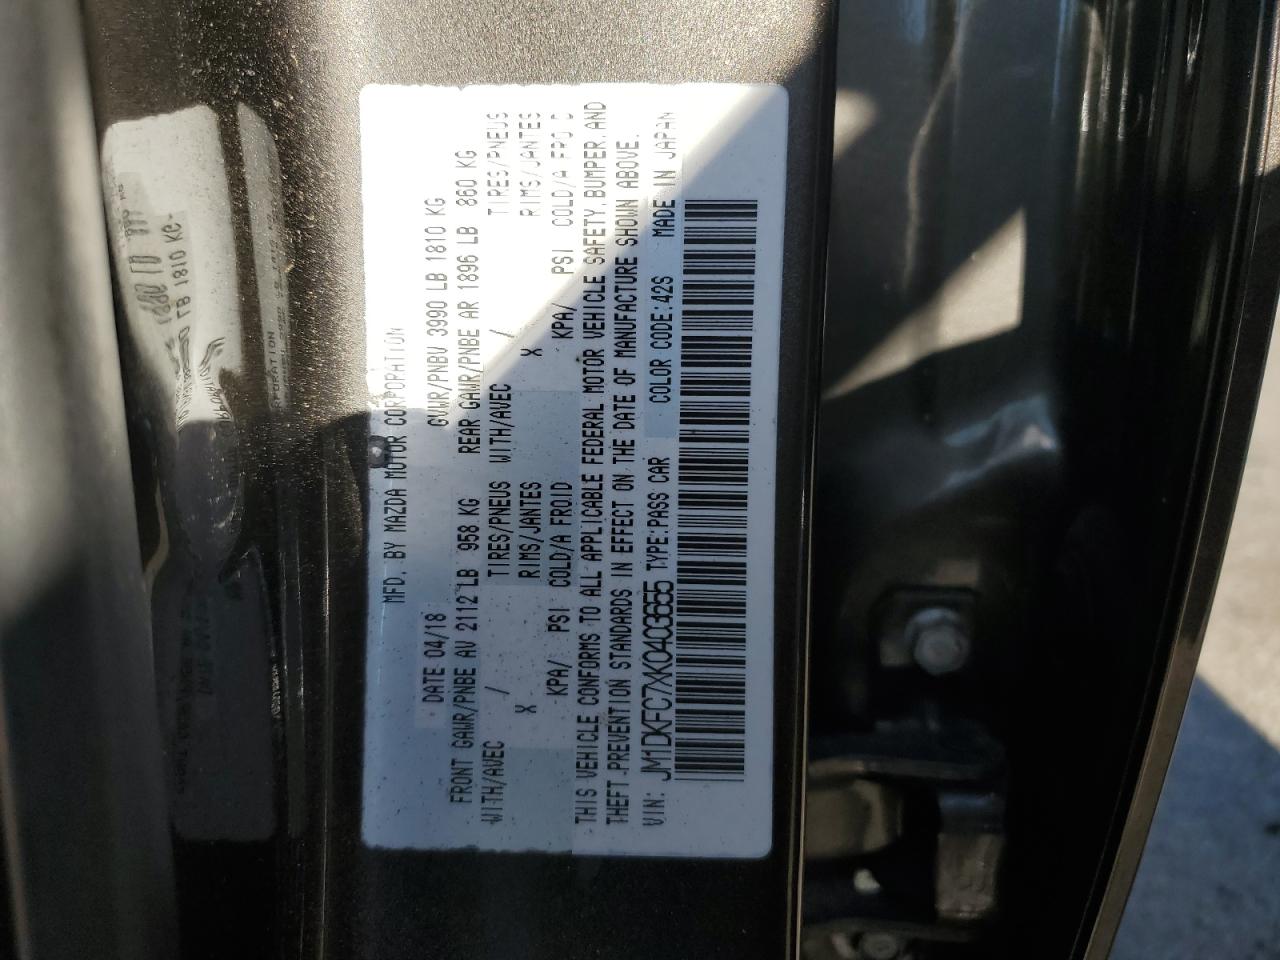 MFD. BY MAZDA MOTOR CORPORATION
DATE 04/18 GVWR/PNBV 3990 LB 1810 KG
FRONT GAWR/PNBE AV 2112 LB 958 KG REAR GAWR/PNBE AR 1896 LB 860 KG
WITH/AVEC / TIRES/PNEUS WITH/AVEC / TIRES/PNEUS
X RIMS/JANTES X RIMS/JANTES
KPA/ PSI COLD/A FROID KPA/ PSI COLD/A
THIS VEHICLE CONFORMS TO ALL APPLICABLE FEDERAL MOTOR VEHICLE SAFETY, BUMPER, AND
THEFT PREVENTION STANDARDS IN EFFECT ON THE DATE OF MANUFACTURE SHOWN ABOVE.
VIN: JM1DKFC7XK0403665 TYPE:PASS CAR COLOR CODE:42S MADE IN JAPAN